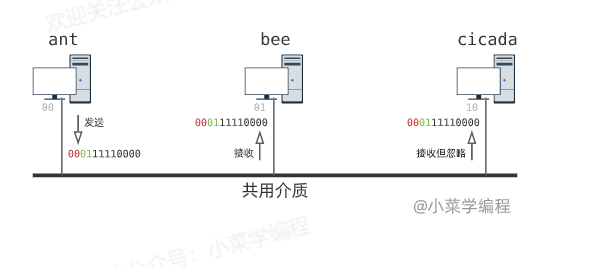 欢迎关注公众
ant
bee
cicada
00
01
10
发送
000111110000
000111110000
000111110000
接收
接收但忽略
共用介质
@小菜学编程
公众号：小菜学编程